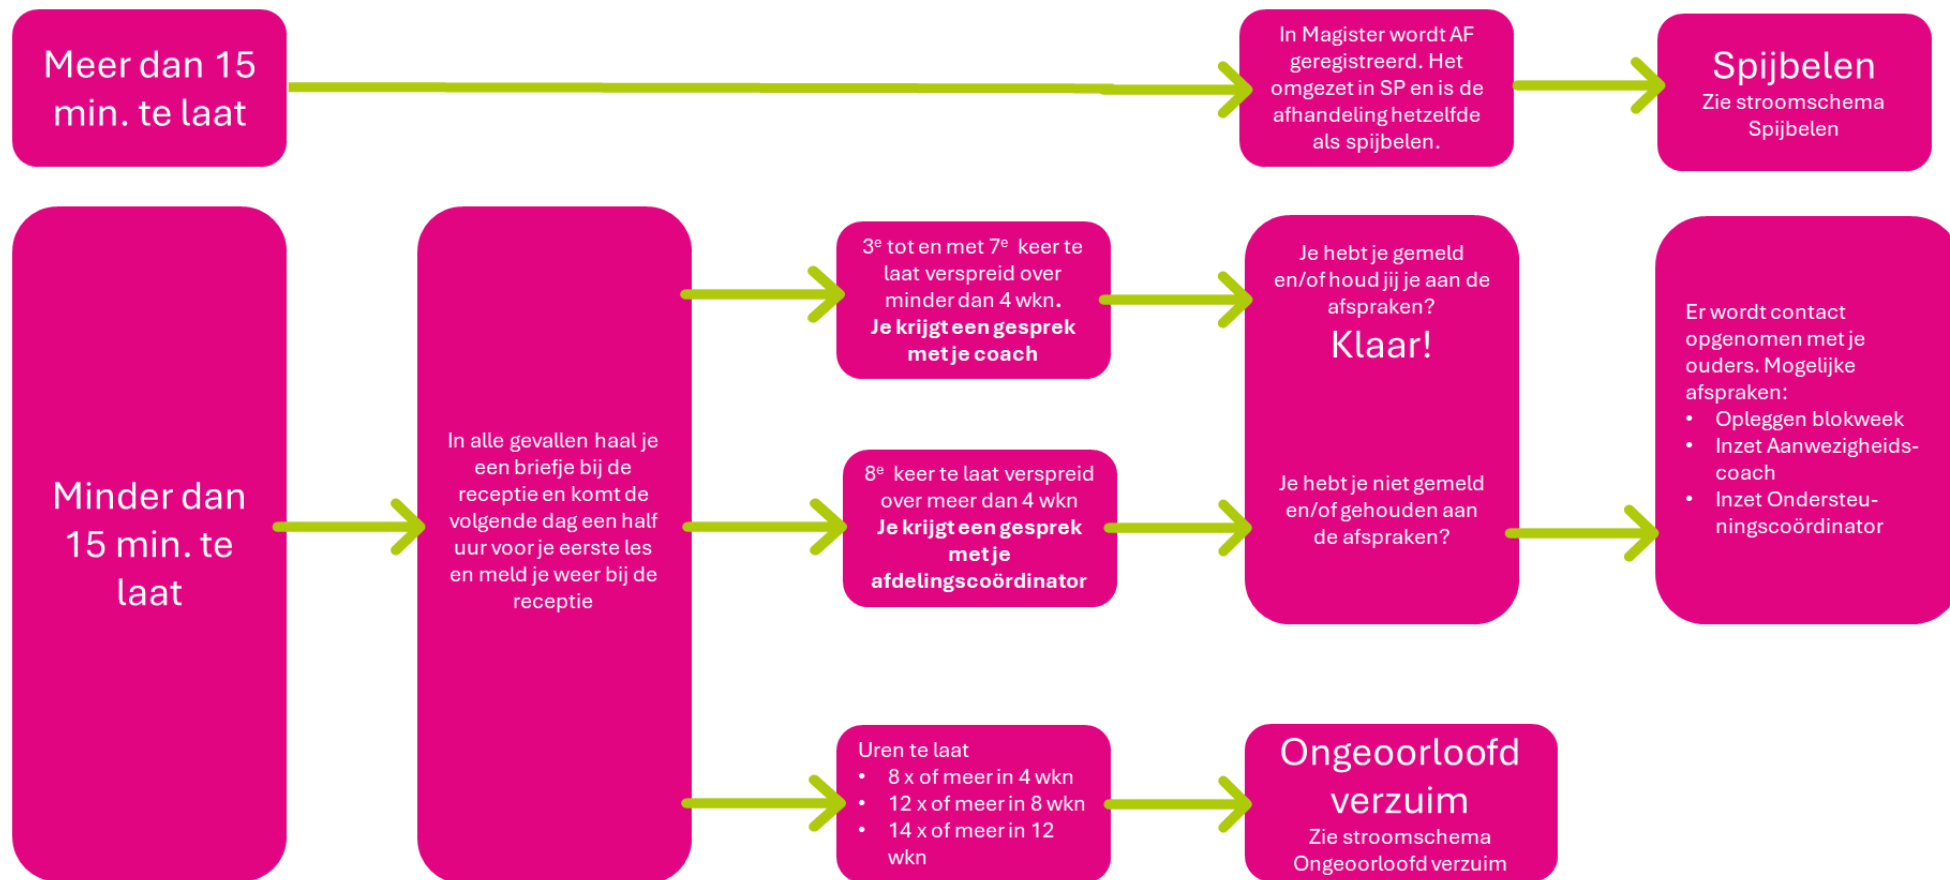 Meer dan 15
min. te laat
In Magister wordt AF
geregistreerd. Het
omgezet in SP en is de
afhandeling hetzelfde
als spijbelen.
Spijbelen
Zie stroomschema
Spijbelen
Minder dan
15 min. te
laat
In alle gevallen haal je
een briefje bij de
receptie en komt de
volgende dag een half
uur voor je eerste les
en meld je weer bij de
receptie
3e tot en met 7e keer te
laat verspreid over
minder dan 4 wkn.
Je krijgt een gesprek
met je coach
Je hebt je gemeld
en/of houd jij je aan de
afspraken?
Klaar!
8e keer te laat verspreid
over meer dan 4 wkn
Je krijgt een gesprek
met je
afdelingscoördinator
Je hebt je niet gemeld
en/of gehouden aan
de afspraken?
Er wordt contact
opgenomen met je
ouders. Mogelijke
afspraken:
• Opleggen blokweek
• Inzet Aanwezigheids-
coach
• Inzet Ondersteu-
ningscoördinator
Uren te laat
• 8 x of meer in 4 wkn
• 12 x of meer in 8 wkn
• 14 x of meer in 12
wkn
Ongeoorloofd
verzuim
Zie stroomschema
Ongeoorloofd verzuim